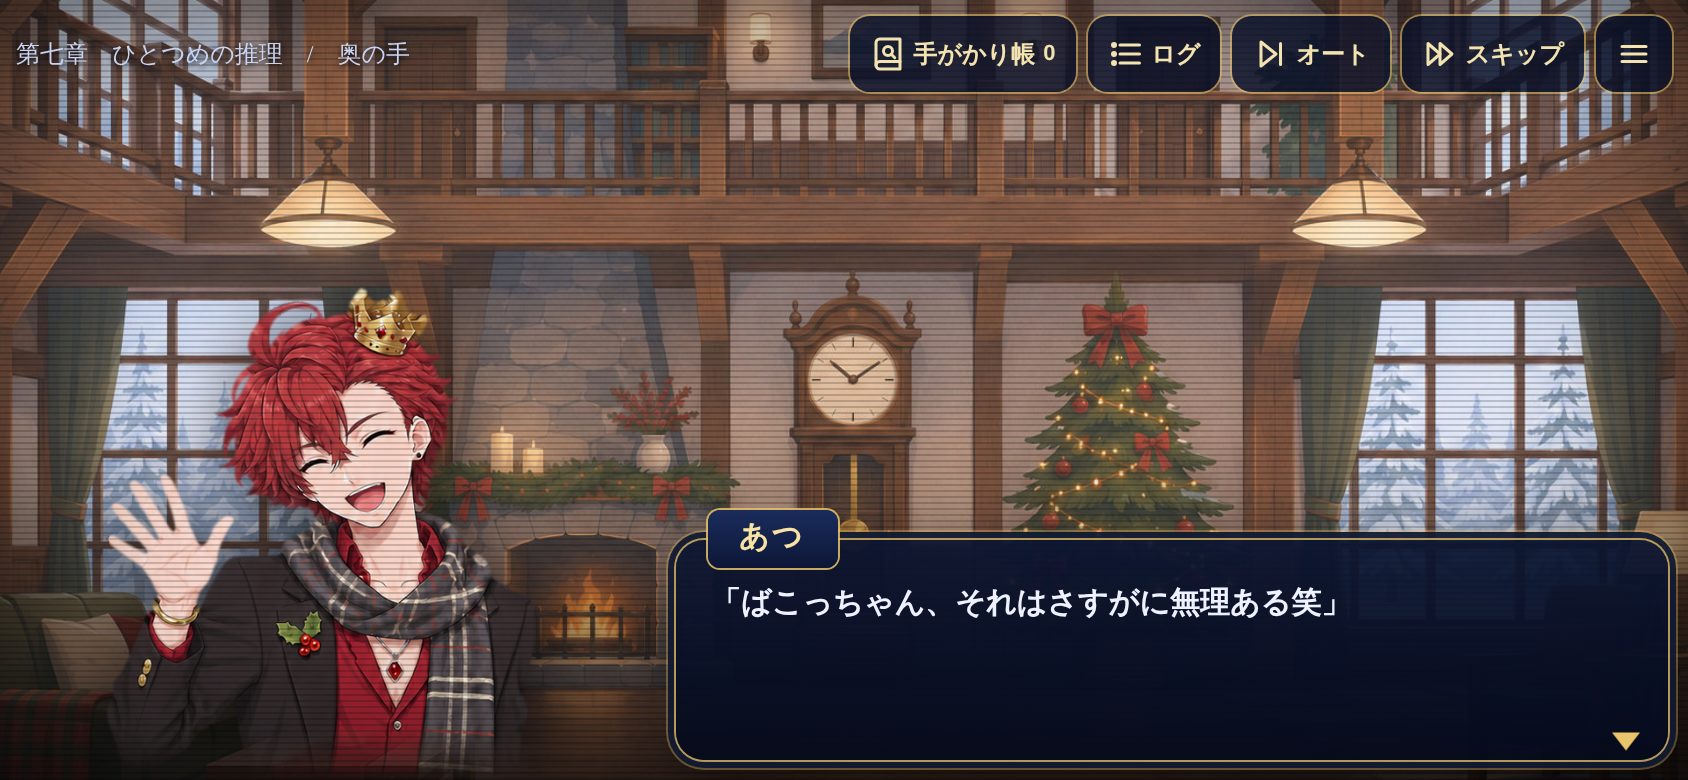 第七章 ひとつめの推理 / 奥の手
手がかり帳 0
ログ
オート
スキップ
あつ
「ばこっちゃん、それはさすがに無理ある笑」